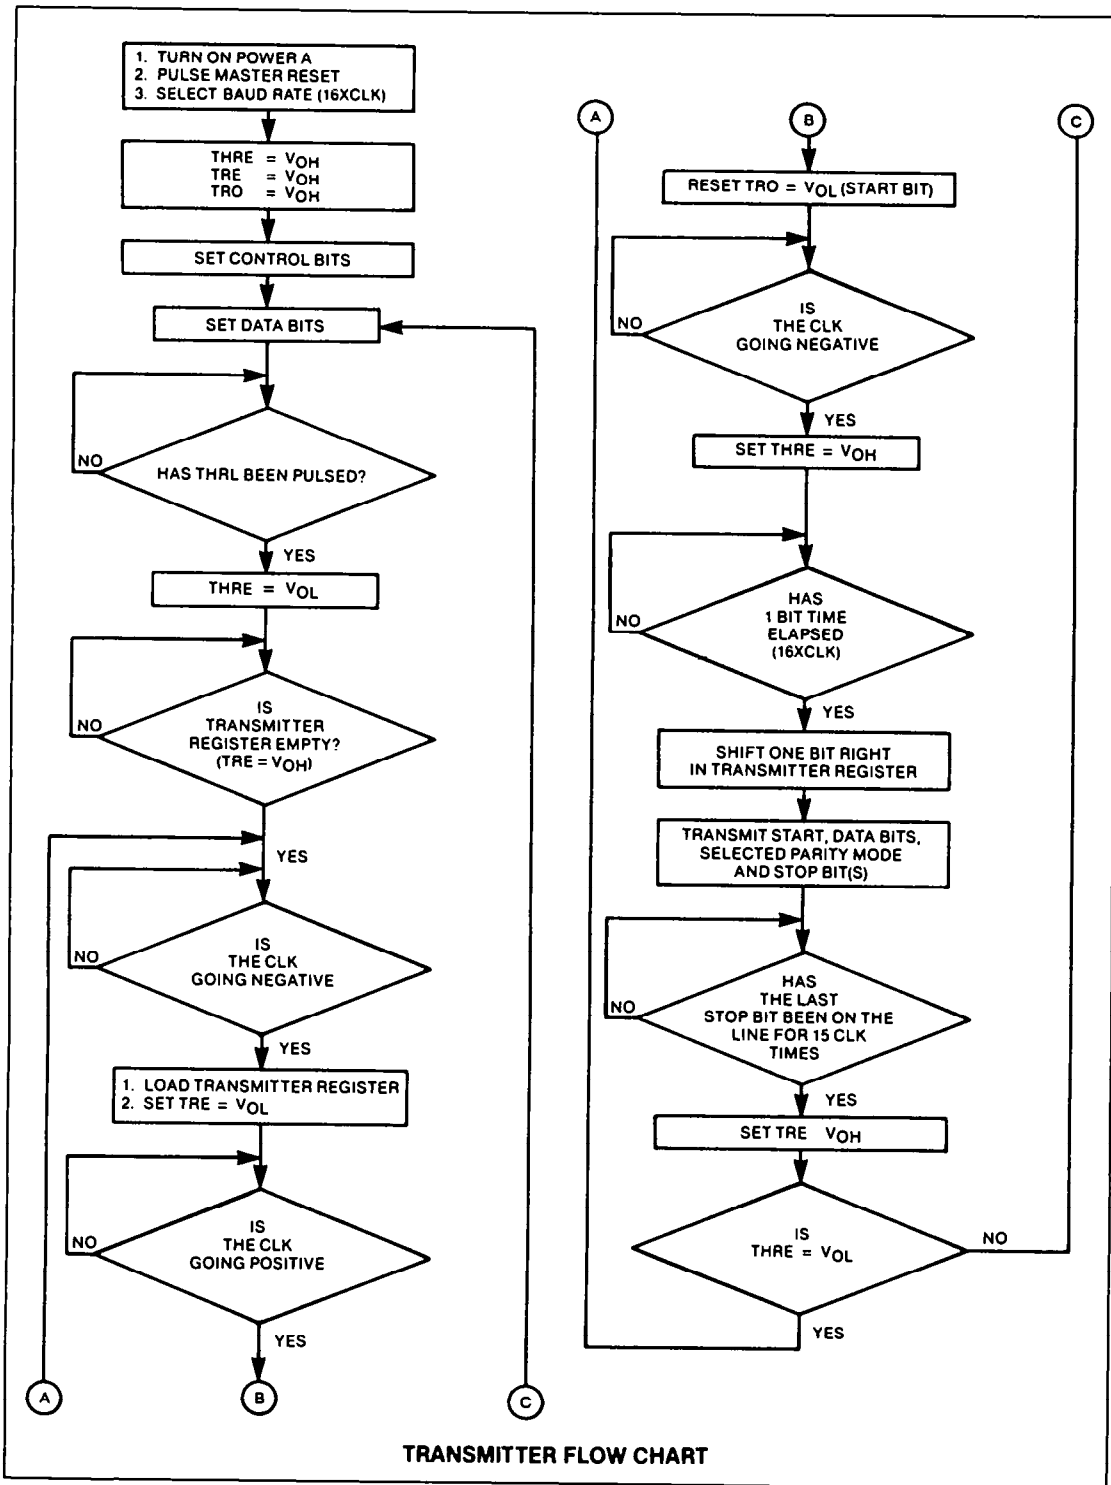 1. TURN ON POWER A
2. PULSE MASTER RESET
3. SELECT BAUD RATE (16XCLK)
THRE = VOH
TRE = VOH
TRO = VOH
SET CONTROL BITS
SET DATA BITS
NO
HAS THRL BEEN PULSED?
YES
THRE = VOL
IS
TRANSMITTER
REGISTER EMPTY?
(TRE = VOH)
NO
YES
IS
THE CLK
GOING NEGATIVE
NO
YES
1. LOAD TRANSMITTER REGISTER
2. SET TRE = VOL
IS
THE CLK
GOING POSITIVE
NO
YES
A
B
C
A
B
C
RESET TRO = VOL (START BIT)
IS
THE CLK
GOING NEGATIVE
NO
YES
SET THRE = VOH
HAS
1 BIT TIME
ELAPSED
(16XCLK)
NO
YES
SHIFT ONE BIT RIGHT
IN TRANSMITTER REGISTER
TRANSMIT START, DATA BITS,
SELECTED PARITY MODE
AND STOP BIT(S)
HAS
THE LAST
STOP BIT BEEN ON THE
LINE FOR 15 CLK
TIMES
NO
YES
SET TRE VOH
IS
THRE = VOL
NO
YES
TRANSMITTER FLOW CHART